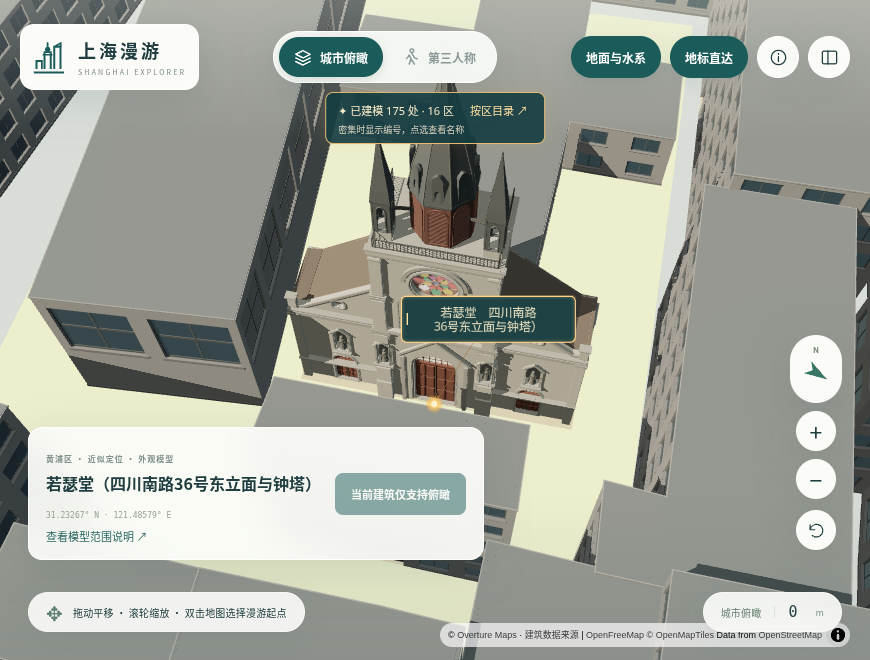 上海漫游
SHANGHAI EXPLORER
城市俯瞰
第三人称
地面与水系
地标直达
✦ 已建模 175 处 · 16 区 按区目录 ↗
密集时显示编号，点选查看名称
若瑟堂 四川南路
36号东立面与钟塔）
N
+
−
黄浦区 · 近似定位 · 外观模型
若瑟堂（四川南路36号东立面与钟塔）
当前建筑仅支持俯瞰
31.23267° N · 121.48579° E
查看模型范围说明 ↗
拖动平移 · 滚轮缩放 · 双击地图选择漫游起点
城市俯瞰 0 m
© Overture Maps · 建筑数据来源 | OpenFreeMap © OpenMapTiles Data from OpenStreetMap